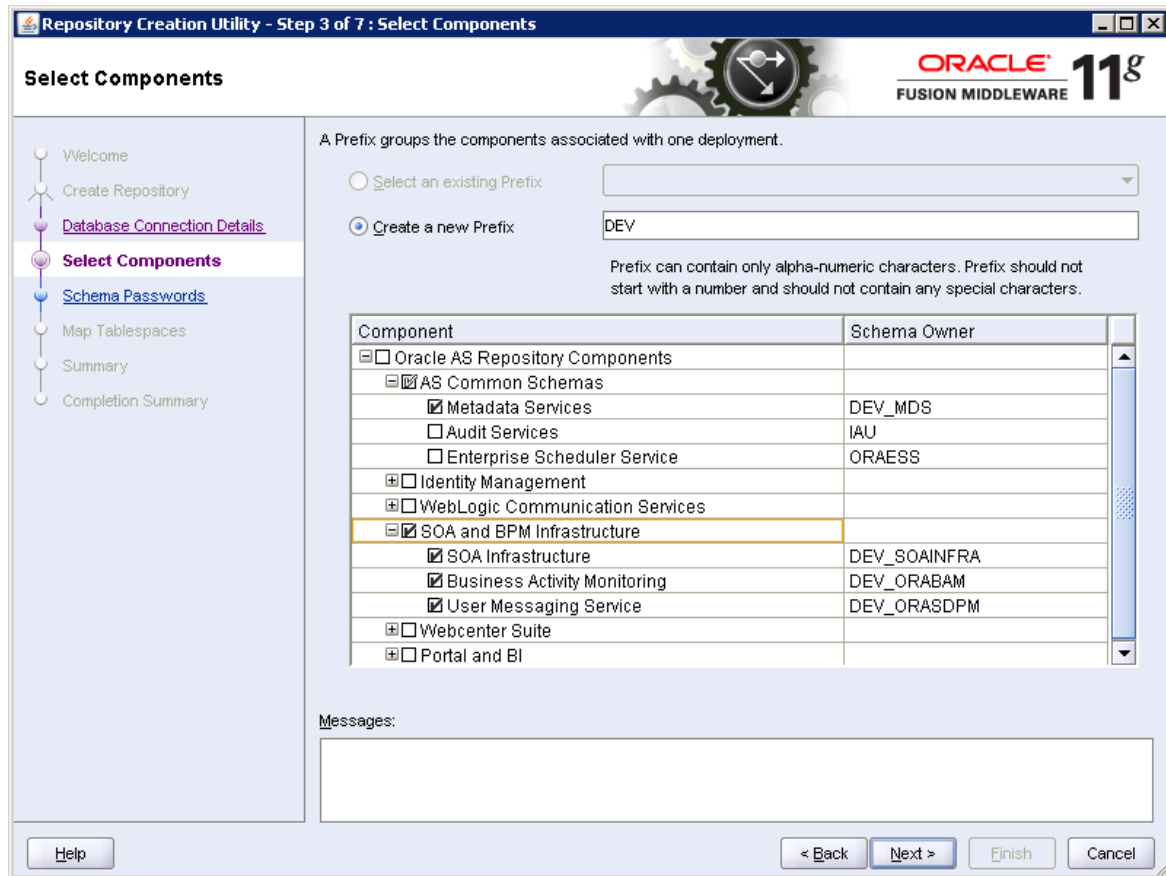 Repository Creation Utility - Step 3 of 7 : Select Components
Select Components
ORACLE
FUSION MIDDLEWARE
11g
Welcome
Create Repository
Database Connection Details
Select Components
Schema Passwords
Map Tablespaces
Summary
Completion Summary
A Prefix groups the components associated with one deployment.
Select an existing Prefix
Create a new Prefix DEV
Prefix can contain only alpha-numeric characters. Prefix should not
start with a number and should not contain any special characters.
Component Schema Owner
Oracle AS Repository Components
AS Common Schemas
Metadata Services DEV_MDS
Audit Services IAU
Enterprise Scheduler Service ORAESS
Identity Management
WebLogic Communication Services
SOA and BPM Infrastructure
SOA Infrastructure DEV_SOAINFRA
Business Activity Monitoring DEV_ORABAM
User Messaging Service DEV_ORASDPM
Webcenter Suite
Portal and BI
Messages:
Help < Back Next > Finish Cancel